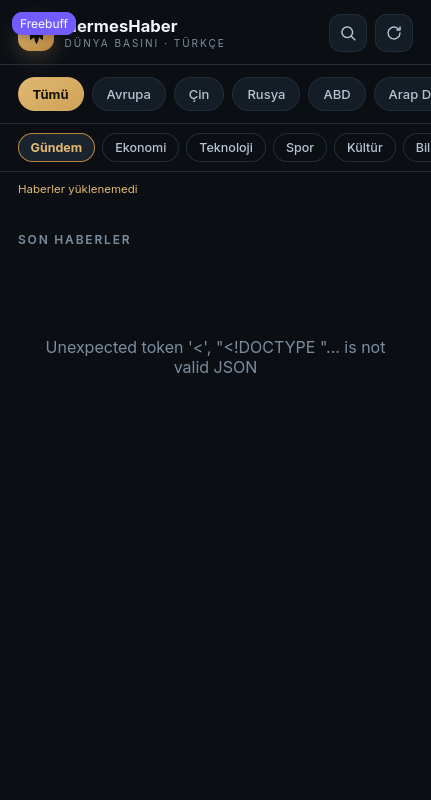 Freebuff
ermesHaber
DÜNYA BASINI · TÜRKÇE
Tümü Avrupa Çin Rusya ABD Arap D
Gündem Ekonomi Teknoloji Spor Kültür Bil
Haberler yüklenemedi
SON HABERLER
Unexpected token '<', "<!DOCTYPE "... is not
valid JSON